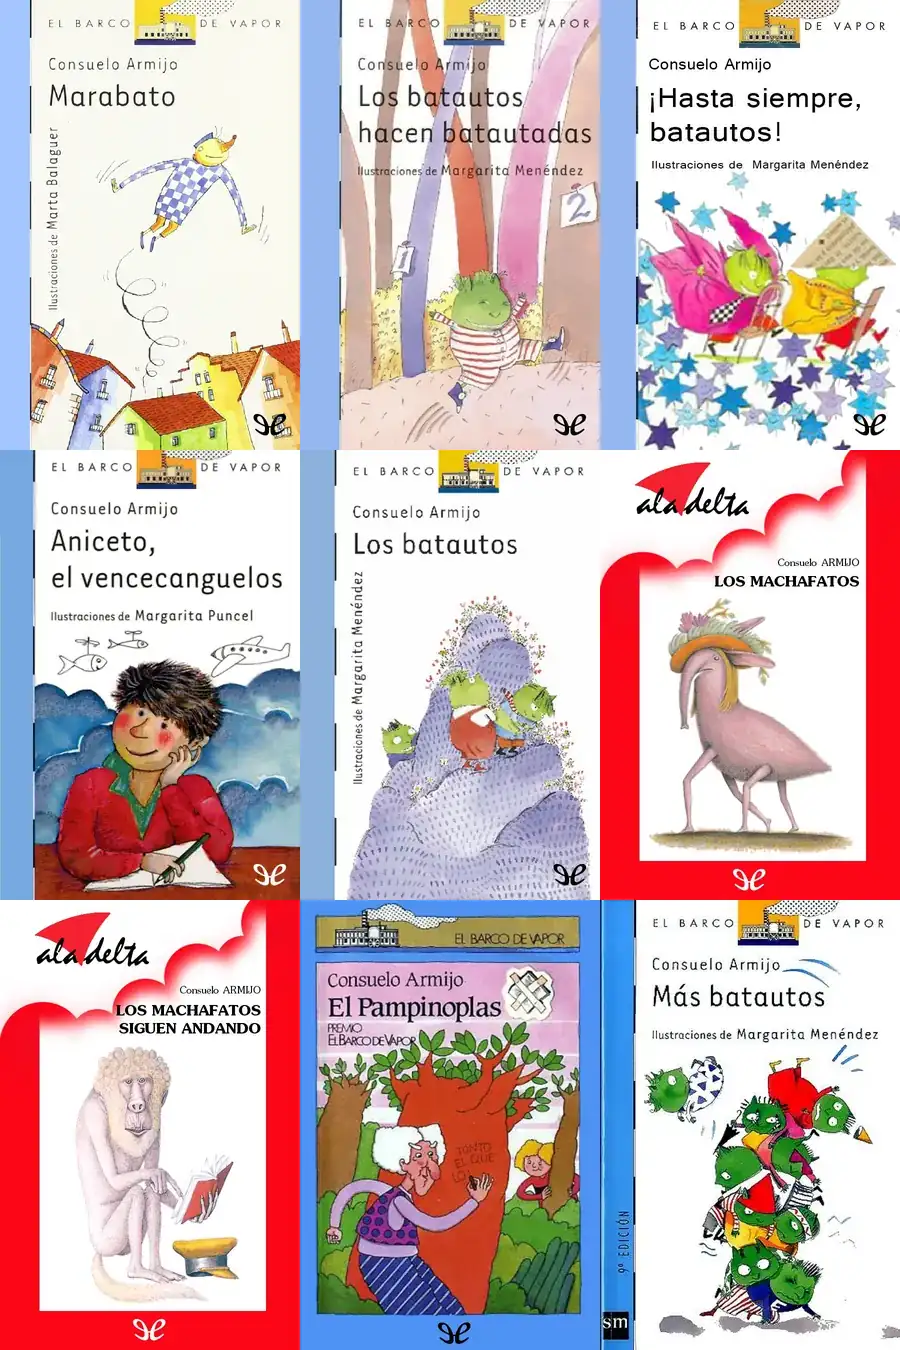 EL BARCO DE VAPOR
Consuelo Armijo
Marabato
Ilustraciones de Marta Balaguer
EL BARCO DE VAPOR
Consuelo Armijo
Los batautos
hacen batautadas
Ilustraciones de Margarita Menéndez
1
2
EL BARCO DE VAPOR
Consuelo Armijo
¡Hasta siempre,
batautos!
Ilustraciones de Margarita Menéndez
EL BARCO DE VAPOR
Consuelo Armijo
Aniceto,
el vencecanguelos
Ilustraciones de Margarita Puncel
EL BARCO DE VAPOR
Consuelo Armijo
Los batautos
Ilustraciones de Margarita Menéndez
ala delta
Consuelo ARMIJO
LOS MACHAFATOS
ala delta
Consuelo ARMIJO
LOS MACHAFATOS
SIGUEN ANDANDO
EL BARCO DE VAPOR
Consuelo Armijo
El Pampinoplas
PREMIO
EL BARCO DE VAPOR
TONTO
EL QUE
LO
9ª EDICIÓN
sm
EL BARCO DE VAPOR
Consuelo Armijo
Más batautos
Ilustraciones de Margarita Menéndez